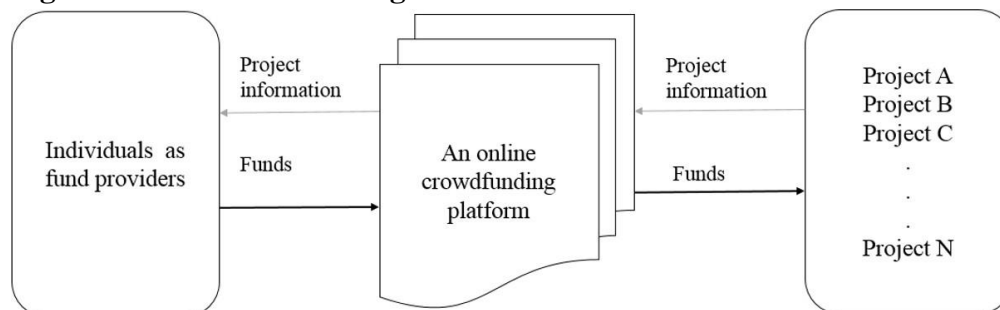 Project
information
Project
information
Project A
Project B
Project C
Individuals as
fund providers
Funds
An online
crowdfunding
platform
Funds
.
.
.
Project N